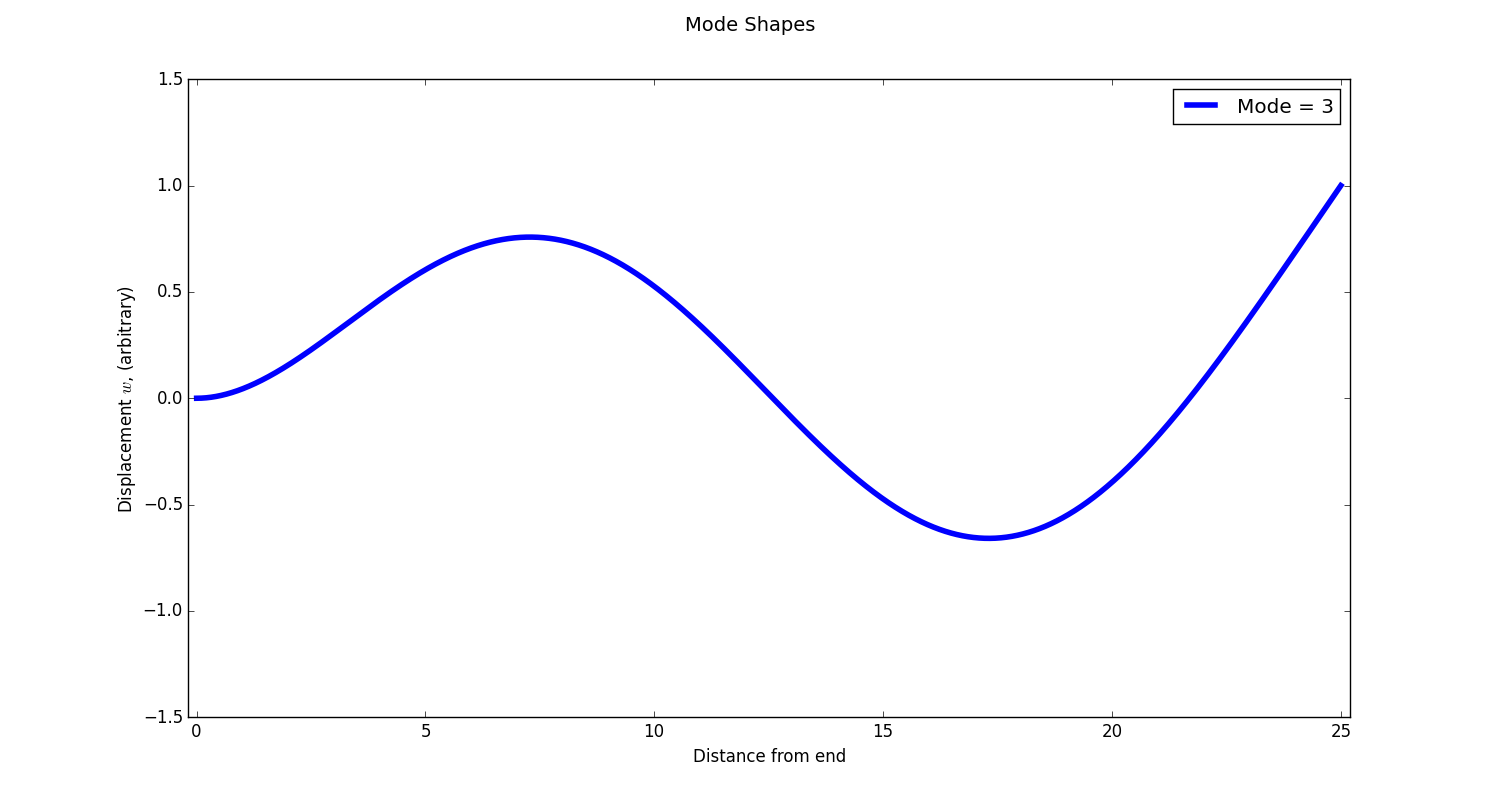 Mode Shapes
1.5
Mode = 3
1.0
0.5
0.0
−0.5
−1.0
−1.5
Displacement w, (arbitrary)
0 5 10 15 20 25
Distance from end